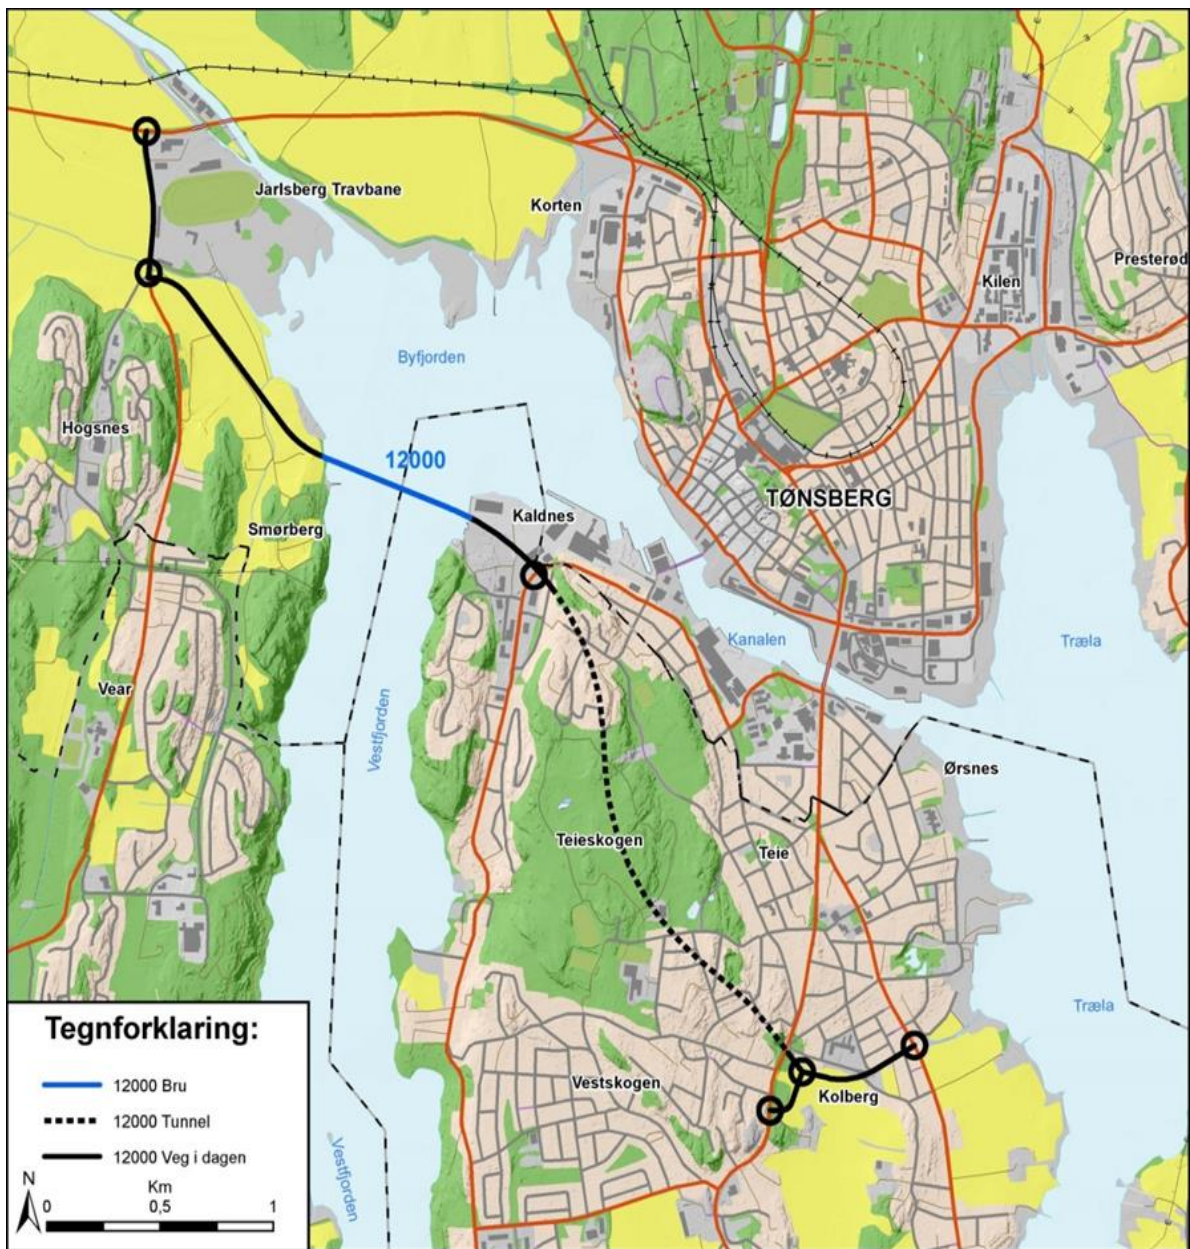 Jarlsberg Travbane
Korten
Presterød
Kilen
Byfjorden
Hogsnes
12000
TØNSBERG
Kaldnes
Smørberg
Kanalen
Træla
Vear
Vestfjorden
Ørsnes
Teieskogen
Teie
Træla
Vestskogen
Kolberg
Vestfjorden
Tegnforklaring:
12000 Bru
12000 Tunnel
12000 Veg i dagen
N
Km
0 0,5 1